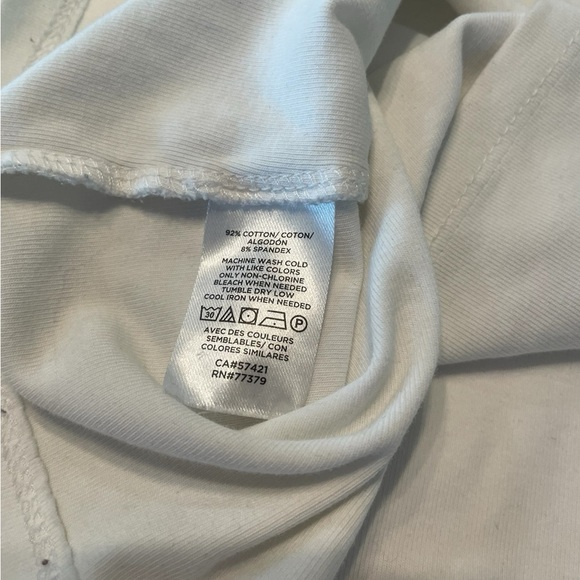 92% COTTON/ COTON/
ALGODÓN
8% SPANDEX
MACHINE WASH COLD
WITH LIKE COLORS
ONLY NON-CHLORINE
BLEACH WHEN NEEDED
TUMBLE DRY LOW
COOL IRON WHEN NEEDED
30 P
AVEC DES COULEURS
SEMBLABLES/ CON
COLORES SIMILARES
CA#57421
RN#77379